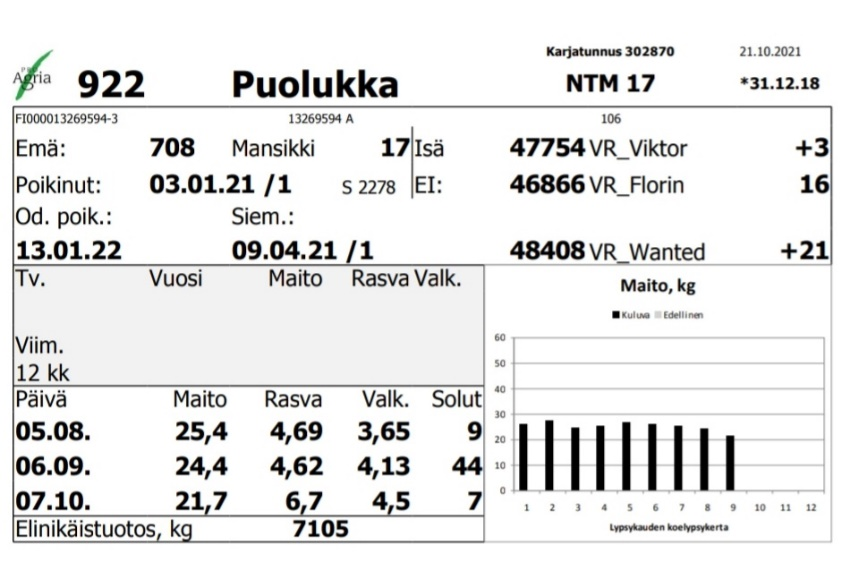 Karjatunnus 302870 21.10.2021
PRO Agria 922 Puolukka NTM 17 *31.12.18
FI000013269594-3 13269594 A 106
Emä: 708 Mansikki 17 Isä 47754 VR_Viktor +3
Poikinut: 03.01.21 /1 S 2278 EI: 46866 VR_Florin 16
Od. poik.: Siem.:
13.01.22 09.04.21 /1 48408 VR_Wanted +21
Tv. Vuosi Maito Rasva Valk.
Viim.
12 kk
Päivä Maito Rasva Valk. Solut
05.08. 25,4 4,69 3,65 9
06.09. 24,4 4,62 4,13 44
07.10. 21,7 6,7 4,5 7
Elinikäistuotos, kg 7105
Maito, kg
Kuluva Edellinen
60
50
40
30
20
10
0
1 2 3 4 5 6 7 8 9 10 11 12
Lypsykauden koelypsykerta